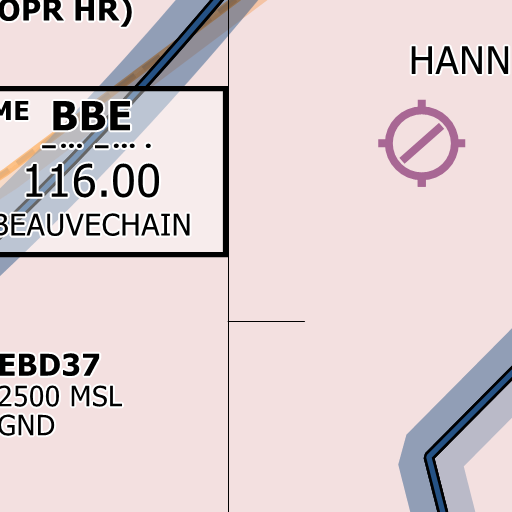 OPR HR)
HANN
ME BBE
116.00
BEAUVECHAIN
EBD37
2500 MSL
GND